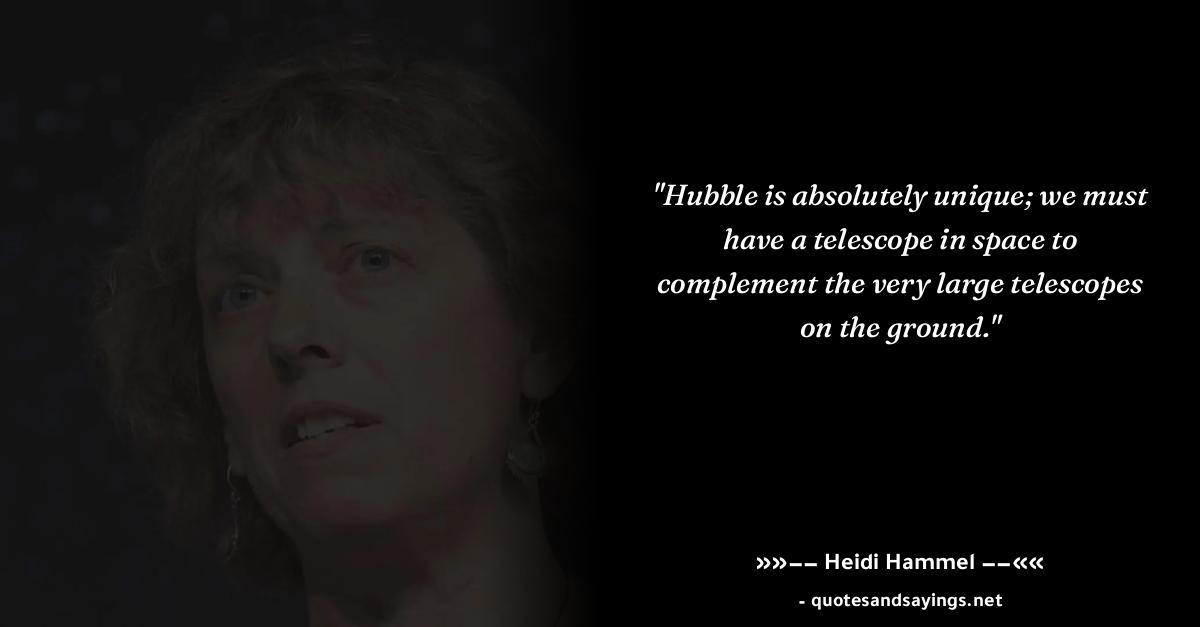 "Hubble is absolutely unique; we must
have a telescope in space to
complement the very large telescopes
on the ground."
»»–– Heidi Hammel ––««
- quotesandsayings.net